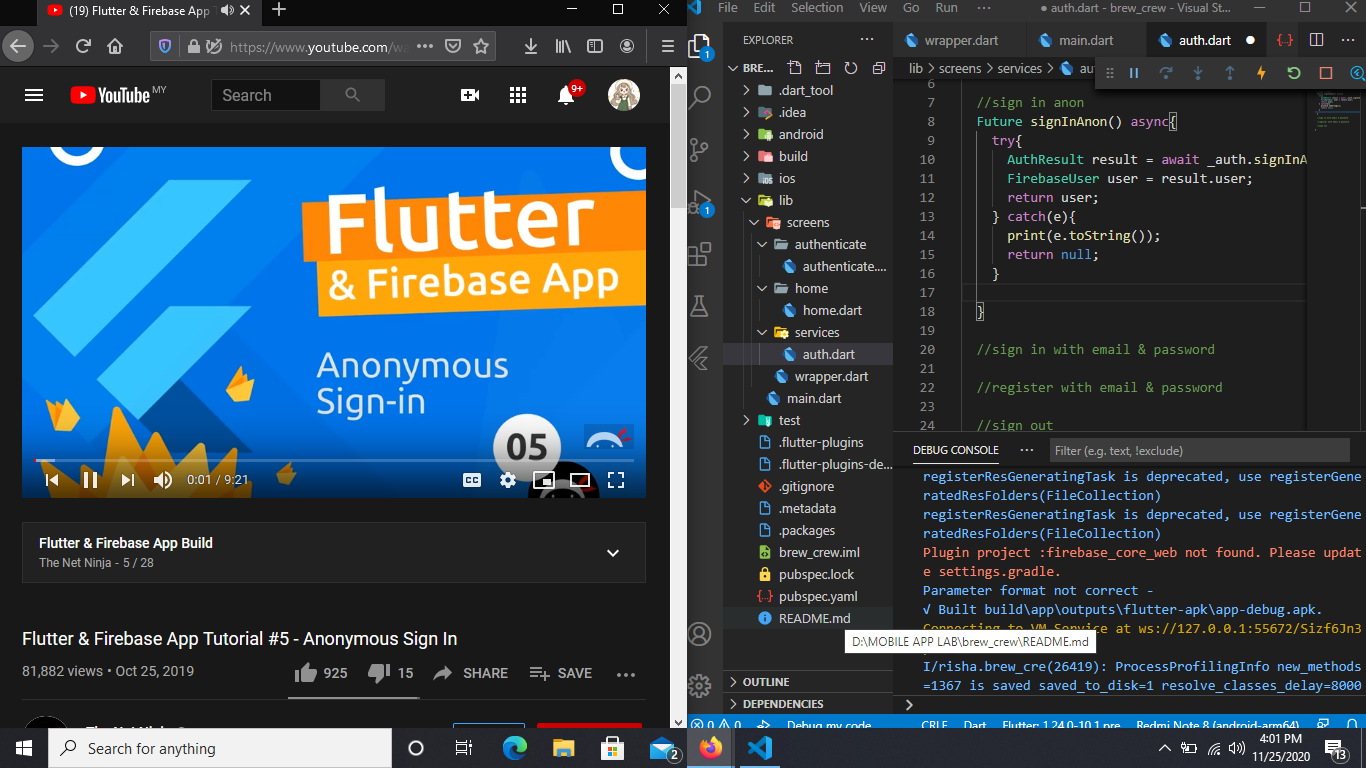 (19) Flutter & Firebase App
https://www.youtube.com/wa
YouTube MY
Search
9+
Flutter
& Firebase App
Anonymous
Sign-in
05
0:01 / 9:21
CC
Flutter & Firebase App Build
The Net Ninja - 5 / 28
Flutter & Firebase App Tutorial #5 - Anonymous Sign In
81,882 views • Oct 25, 2019
925
15
SHARE
SAVE
File Edit Selection View Go Run ···
● auth.dart - brew_crew - Visual St...
1
1
EXPLORER
BRE...
.dart_tool
.idea
android
build
ios
lib
screens
authenticate
authenticate....
home
home.dart
services
auth.dart
wrapper.dart
main.dart
test
.flutter-plugins
.flutter-plugins-de...
.gitignore
.metadata
.packages
brew_crew.iml
pubspec.lock
pubspec.yaml
README.md
D:\MOBILE APP LAB\brew_crew\README.md
OUTLINE
DEPENDENCIES
wrapper.dart
main.dart
auth.dart
lib > screens > services > au
6
7 //sign in anon
8 Future signInAnon() async{
9 try{
10 AuthResult result = await _auth.signInA
11 FirebaseUser user = result.user;
12 return user;
13 } catch(e){
14 print(e.toString());
15 return null;
16 }
17
18 }
19
20 //sign in with email & password
21
22 //register with email & password
23
24 //sign out
DEBUG CONSOLE
Filter (e.g. text, !exclude)
registerResGeneratingTask is deprecated, use registerGene
ratedResFolders(FileCollection)
registerResGeneratingTask is deprecated, use registerGene
ratedResFolders(FileCollection)
Plugin project :firebase_core_web not found. Please updat
e settings.gradle.
Parameter format not correct -
√ Built build\app\outputs\flutter-apk\app-debug.apk.
Connecting to VM Service at ws://127.0.0.1:55672/Sizf6Jn3
I/risha.brew_cre(26419): ProcessProfilingInfo new_methods
=1367 is saved saved_to_disk=1 resolve_classes_delay=8000
0 0 Debug my code
CRLF Dart Flutter: 1.24.0-10.1.pre Redmi Note 8 (android-arm64)
Search for anything
2
4:01 PM
11/25/2020
13